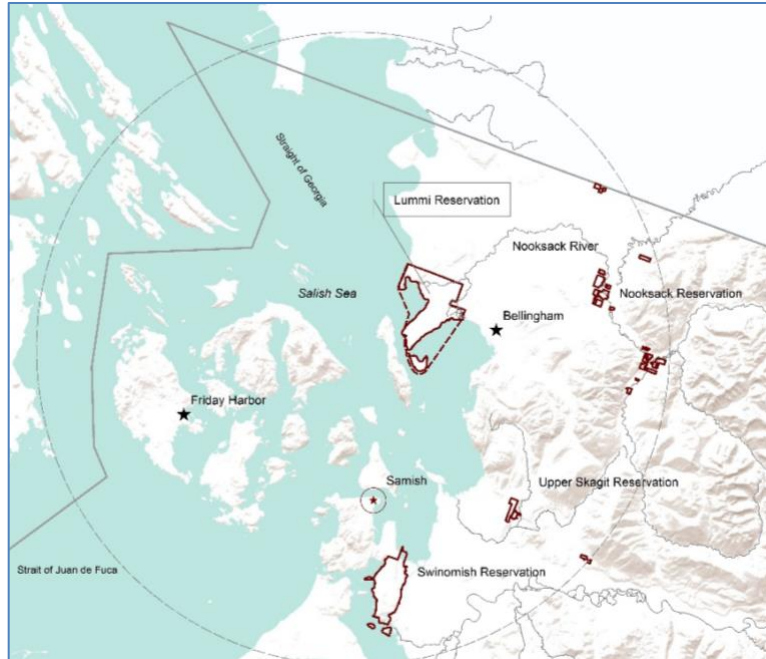 Straight of Georgia
Lummi Reservation
Nooksack River
Salish Sea
Nooksack Reservation
Bellingham
Friday Harbor
Samish
Upper Skagit Reservation
Strait of Juan de Fuca
Swinomish Reservation